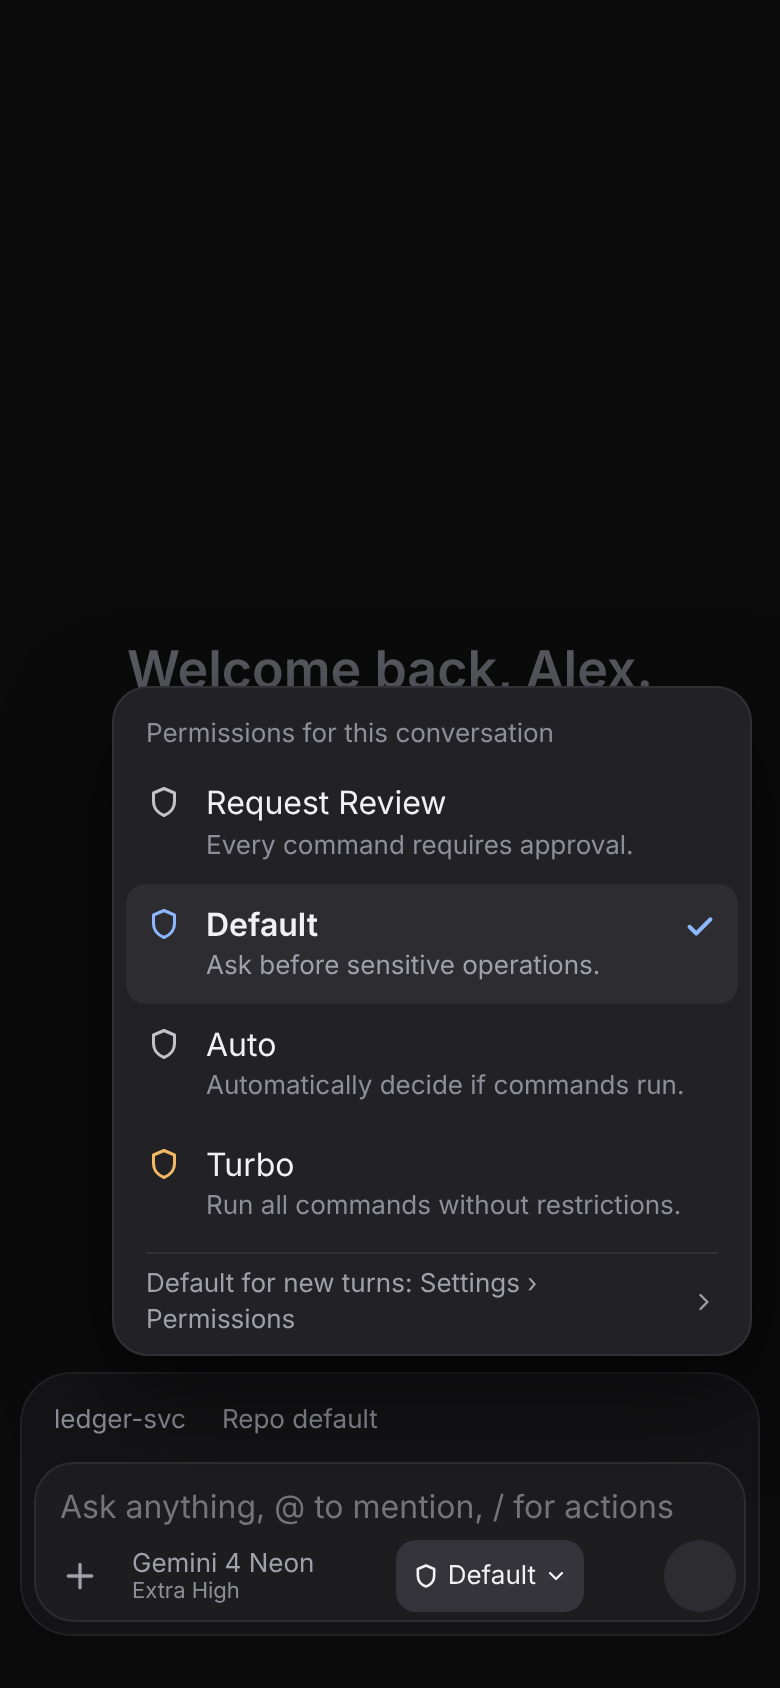 Welcome back, Alex.
Permissions for this conversation
Request Review
Every command requires approval.
Default
Ask before sensitive operations.
Auto
Automatically decide if commands run.
Turbo
Run all commands without restrictions.
Default for new turns: Settings ›
Permissions
ledger-svc Repo default
Ask anything, @ to mention, / for actions
Gemini 4 Neon
Extra High
Default